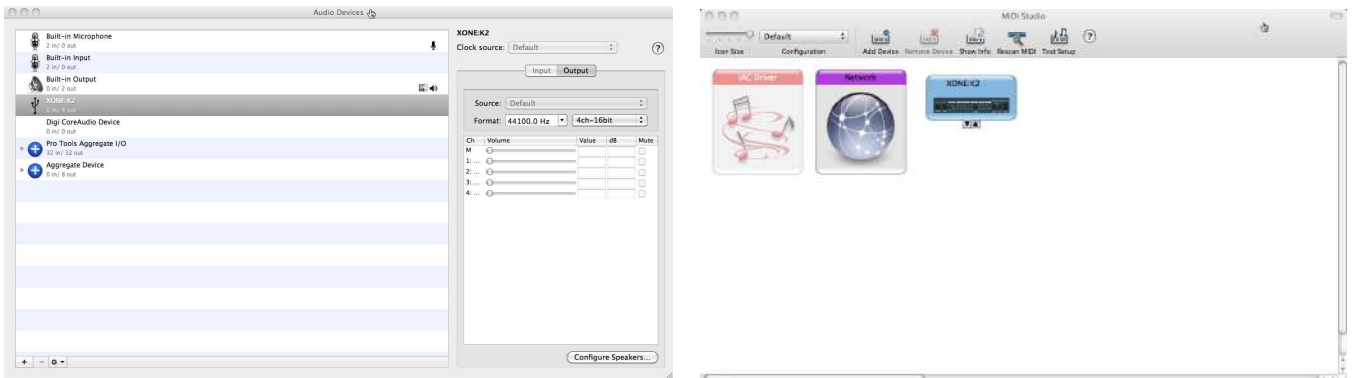 Audio Devices
Built-in Microphone
2 in/ 0 out
Built-in Input
2 in/ 0 out
Built-in Output
0 in/ 2 out
XONE:K2
0 in/ 4 out
Digi CoreAudio Device
0 in/ 0 out
Pro Tools Aggregate I/O
32 in/ 32 out
Aggregate Device
0 in/ 8 out
XONE:K2
Clock source: Default
?
Input Output
Source: Default
Format: 44100.0 Hz 4ch-16bit
Ch Volume Value dB Mute
M
1: ...
2: ...
3: ...
4: ...
Configure Speakers...
MIDI Studio
Default
?
Icon Size Configuration Add Device Remove Device Show Info Rescan MIDI Test Setup
IAC Driver
Network
XONE:K2